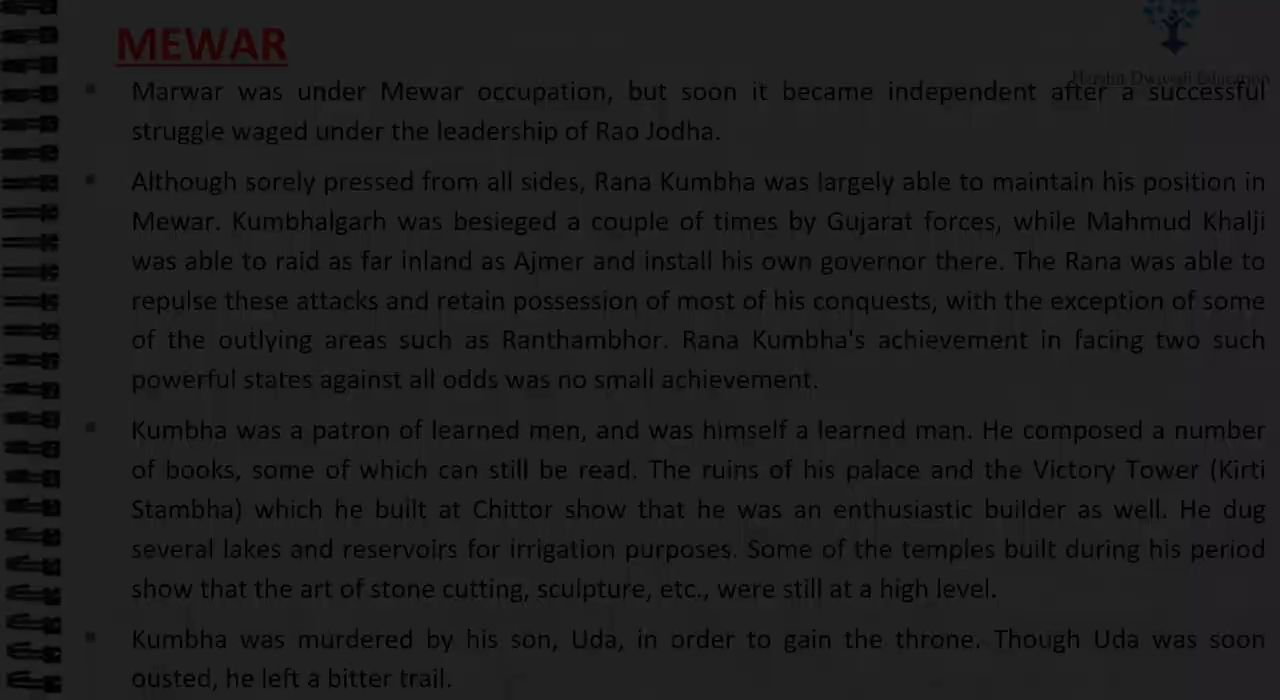 MEWAR
Harshit Dwivedi Education
▪ Marwar was under Mewar occupation, but soon it became independent after a successful
struggle waged under the leadership of Rao Jodha.
▪ Although sorely pressed from all sides, Rana Kumbha was largely able to maintain his position in
Mewar. Kumbhalgarh was besieged a couple of times by Gujarat forces, while Mahmud Khalji
was able to raid as far inland as Ajmer and install his own governor there. The Rana was able to
repulse these attacks and retain possession of most of his conquests, with the exception of some
of the outlying areas such as Ranthambhor. Rana Kumbha's achievement in facing two such
powerful states against all odds was no small achievement.
▪ Kumbha was a patron of learned men, and was himself a learned man. He composed a number
of books, some of which can still be read. The ruins of his palace and the Victory Tower (Kirti
Stambha) which he built at Chittor show that he was an enthusiastic builder as well. He dug
several lakes and reservoirs for irrigation purposes. Some of the temples built during his period
show that the art of stone cutting, sculpture, etc., were still at a high level.
▪ Kumbha was murdered by his son, Uda, in order to gain the throne. Though Uda was soon
ousted, he left a bitter trail.